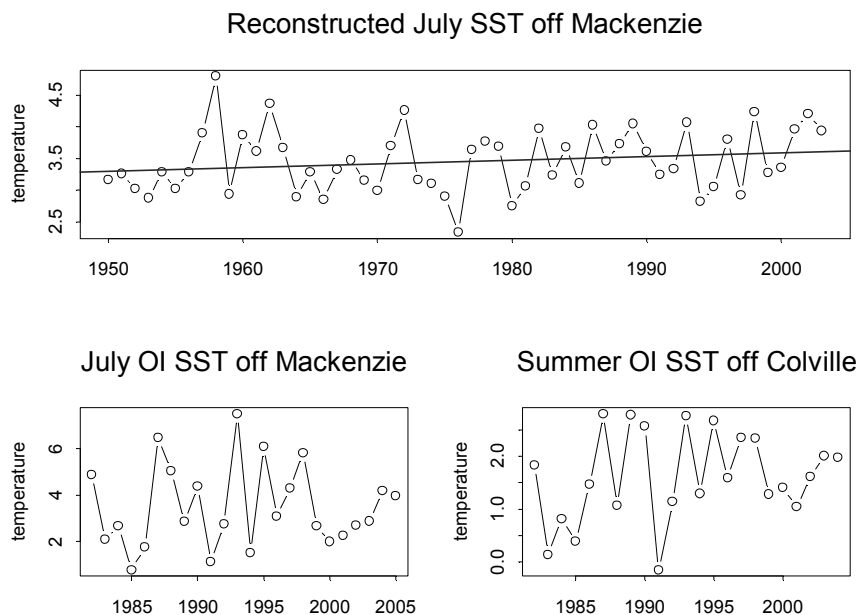 Reconstructed July SST off Mackenzie
temperature
4.5
3.5
2.5
1950 1960 1970 1980 1990 2000
July OI SST off Mackenzie
temperature
6
4
2
1985 1990 1995 2000 2005
Summer OI SST off Colville
temperature
2.0
1.0
0.0
1985 1990 1995 2000